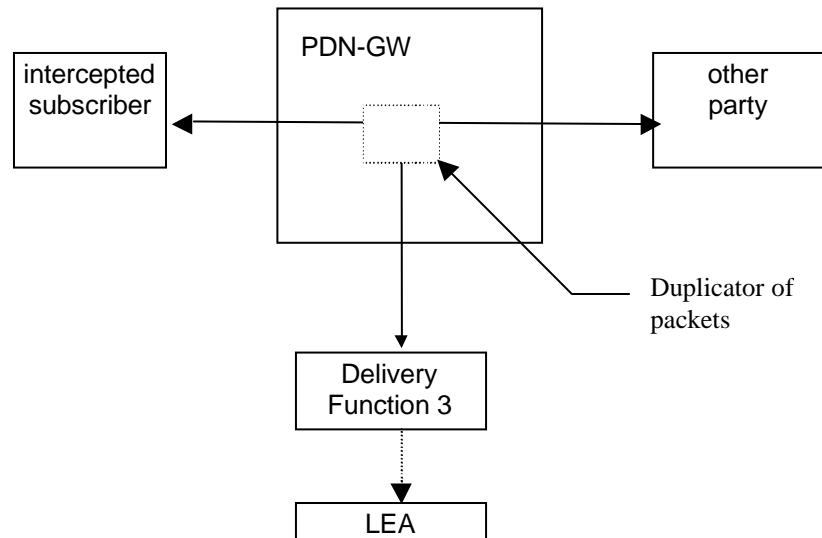 PDN-GW
intercepted
subscriber
other
party
Duplicator of
packets
Delivery
Function 3
LEA